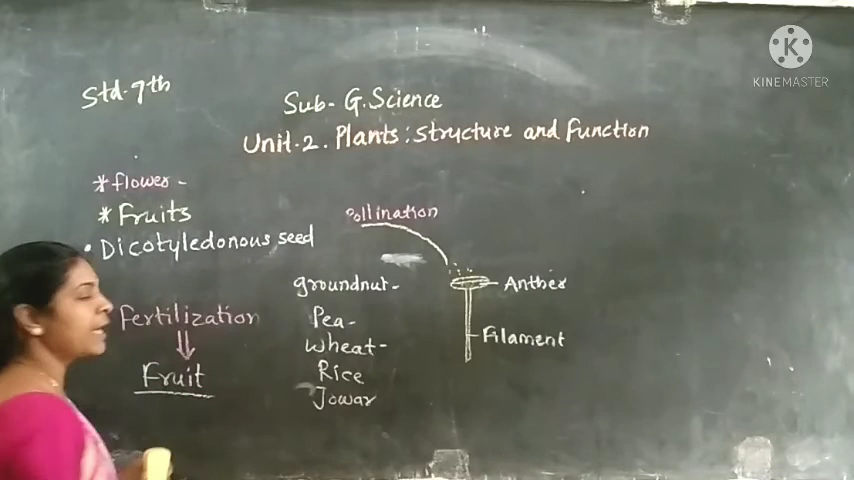 K
KINEMASTER
Std. 7th
Sub- G. Science
Unit. 2. Plants : Structure and Function
* flower -
* Fruits
• Dicotyledonous seed
Pollination
groundnut -
Anther
Fertilization
Pea -
Filament
Wheat -
Rice
Fruit
Jowar